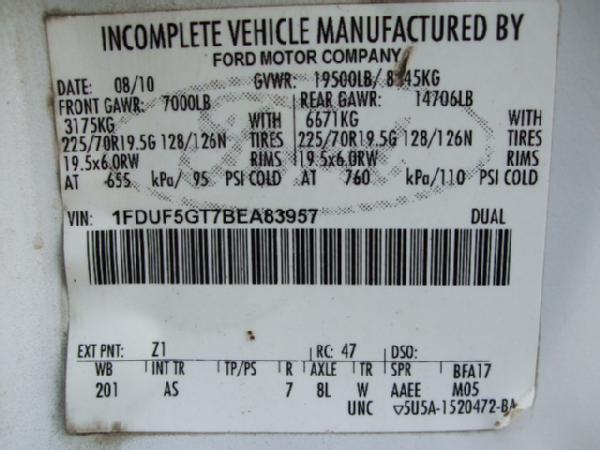 INCOMPLETE VEHICLE MANUFACTURED BY
FORD MOTOR COMPANY
DATE: 08/10 GVWR: 19500LB/
FRONT GAWR: 7000LB REAR GAWR: 14706LB
3175KG WITH 6671KG WITH
225/70R19.5G 128/126N TIRES 225/70R19.5G 128/126N TIRES
19.5x6.0RW RIMS 19.5x6.0RW RIMS
AT 655 kPa/ 95 PSI COLD AT 760 kPa/110 PSI COLD
VIN: 1FDUF5GT7BEA83957 DUAL
EXT PNT: Z1 RC: 47 DSO:
WB INT TR TP/PS R AXLE TR SPR BFA17
201 AS 7 8L W AAEE M05
UNC ▽5U5A-1520472-BA